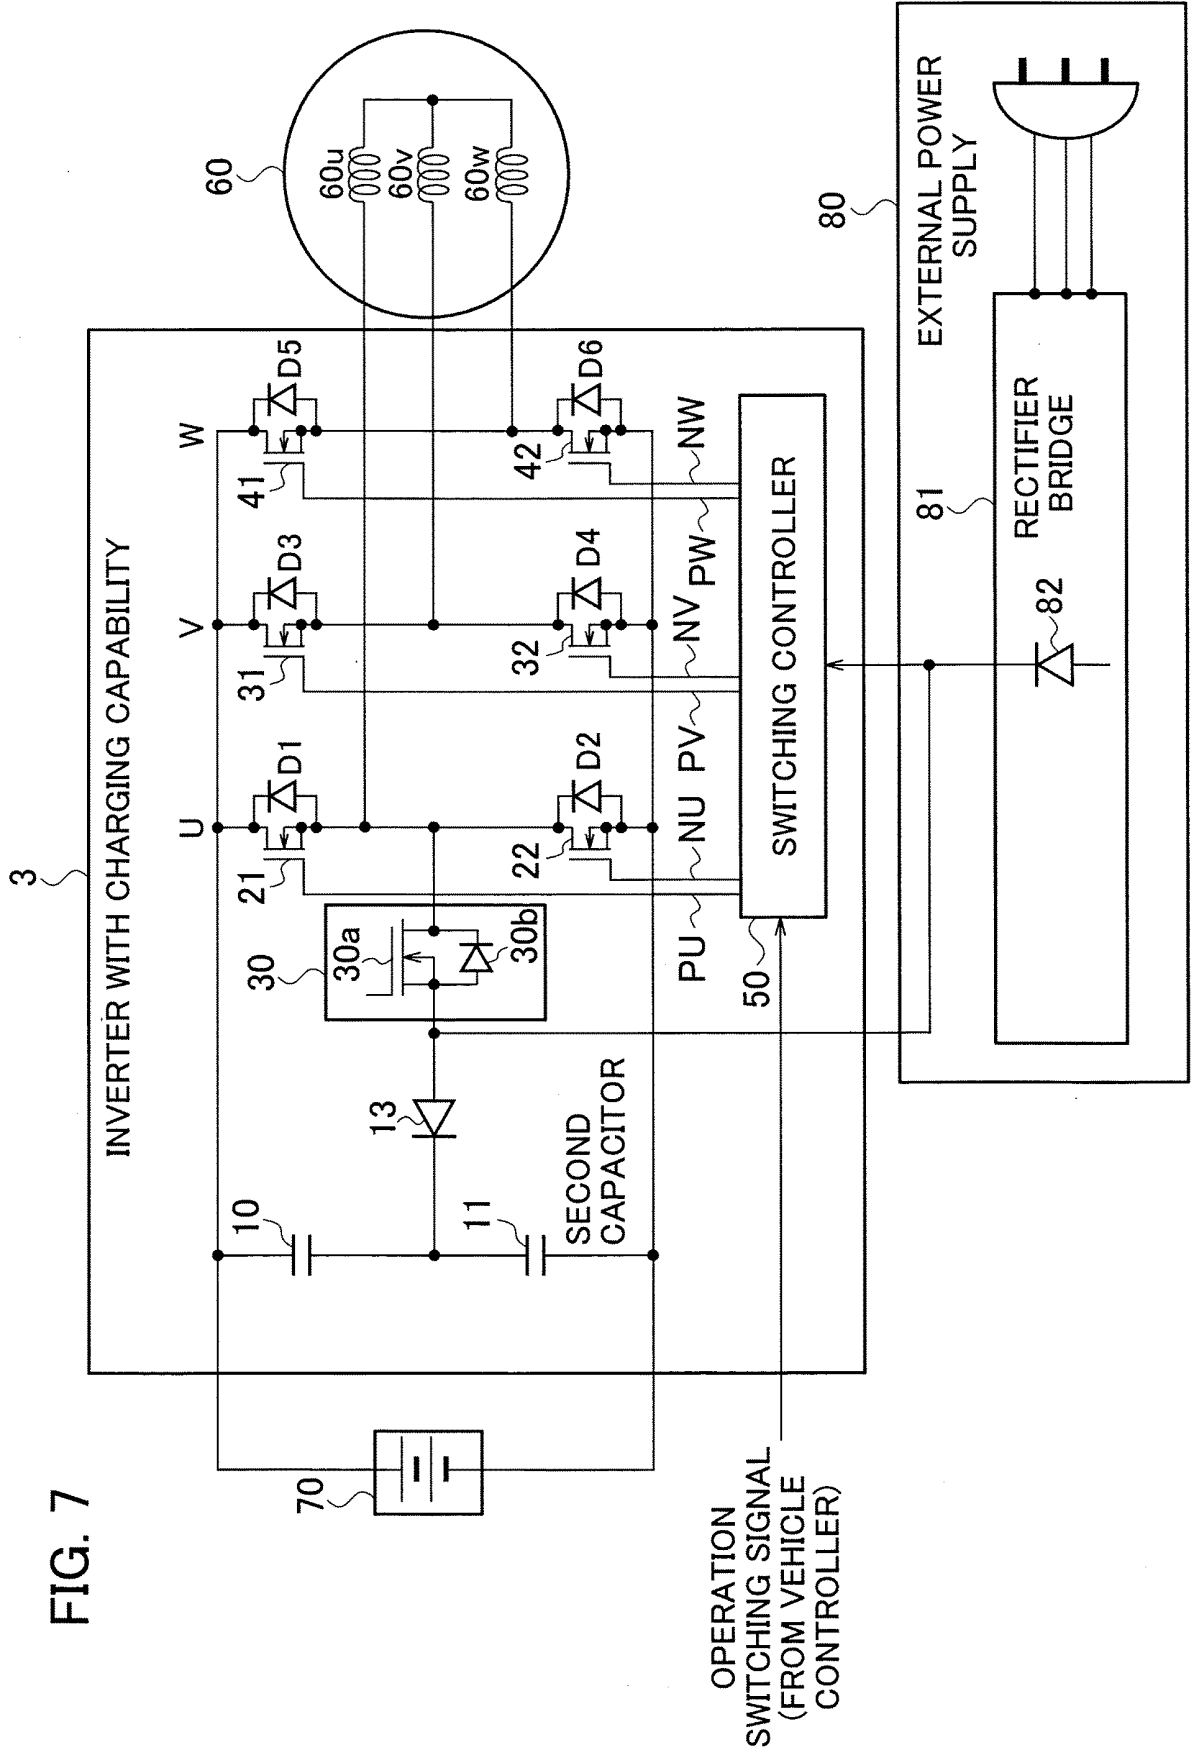 FIG. 7
3
INVERTER WITH CHARGING CAPABILITY
U
V
W
70
10
11
SECOND
CAPACITOR
13
30
30a
30b
21
D1
22
D2
31
D3
32
D4
41
D5
42
D6
60
60u
60v
60w
PU
NU
PV
NV
PW
NW
50
SWITCHING CONTROLLER
OPERATION
SWITCHING SIGNAL
(FROM VEHICLE
CONTROLLER)
80
EXTERNAL POWER
SUPPLY
81
RECTIFIER
BRIDGE
82